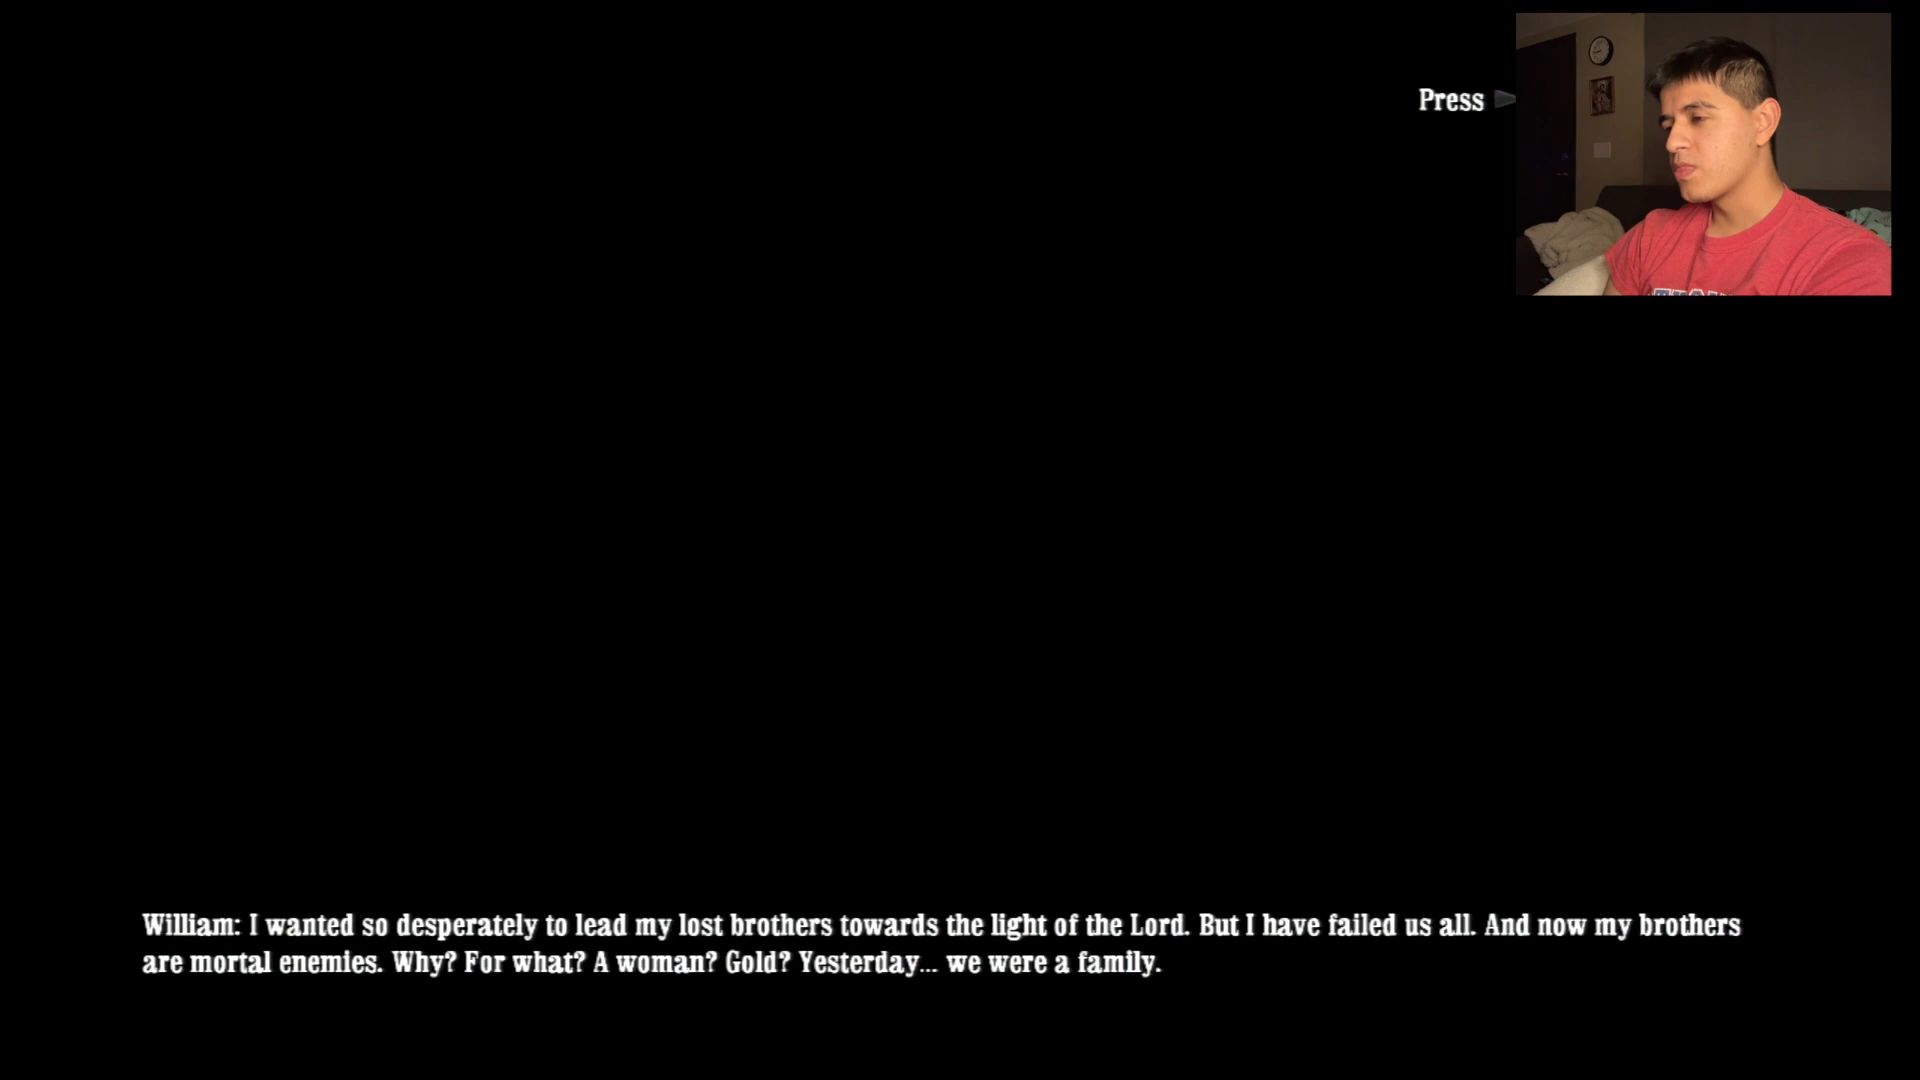 Press
William: I wanted so desperately to lead my lost brothers towards the light of the Lord. But I have failed us all. And now my brothers
are mortal enemies. Why? For what? A woman? Gold? Yesterday... we were a family.